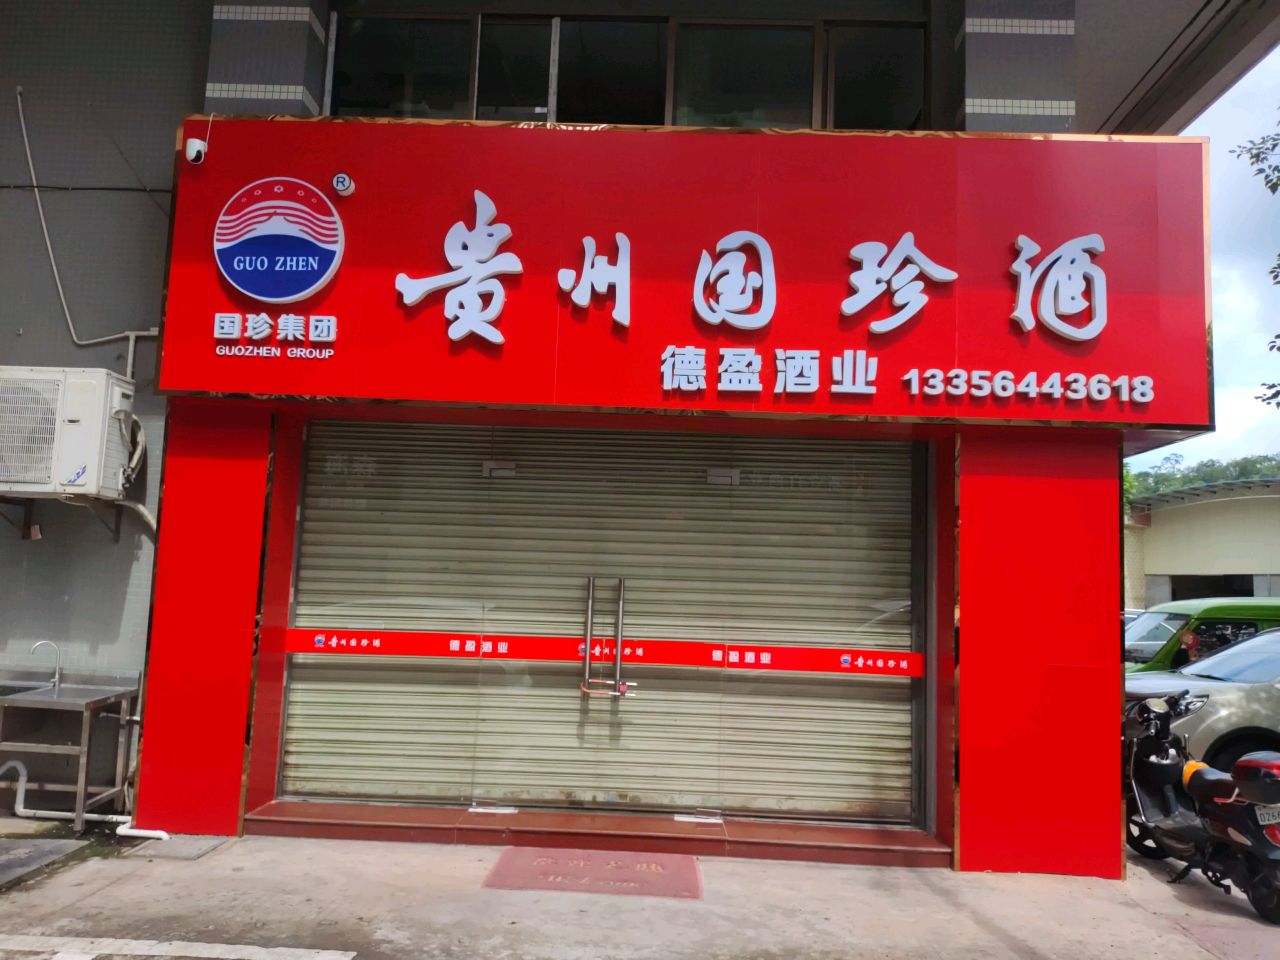 ®
GUO ZHEN
国珍集团
GUOZHEN GROUP
贵州国珍酒
德盈酒业 13356443618
贵州国珍酒 德盈酒业 贵州国珍酒 德盈酒业 贵州国珍酒